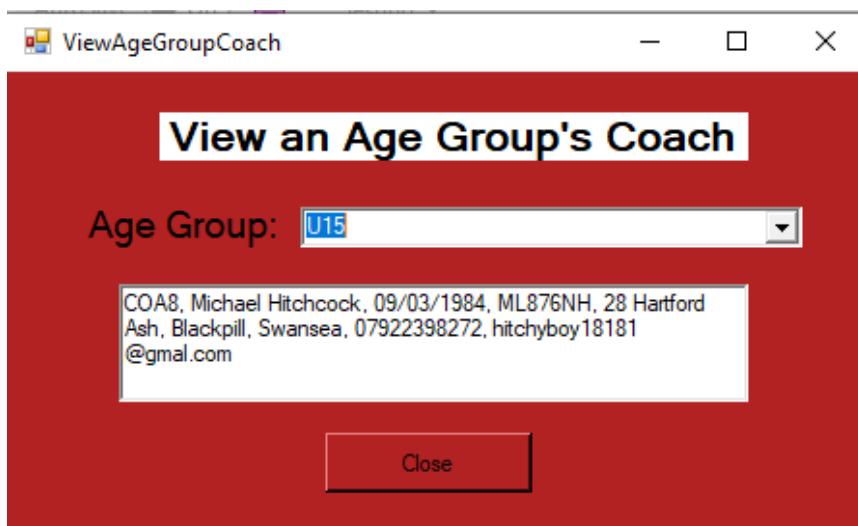 ViewAgeGroupCoach
View an Age Group's Coach
Age Group: U15
COA8, Michael Hitchcock, 09/03/1984, ML876NH, 28 Hartford
Ash, Blackpill, Swansea, 07922398272, hitchyboy18181
@gmal.com
Close